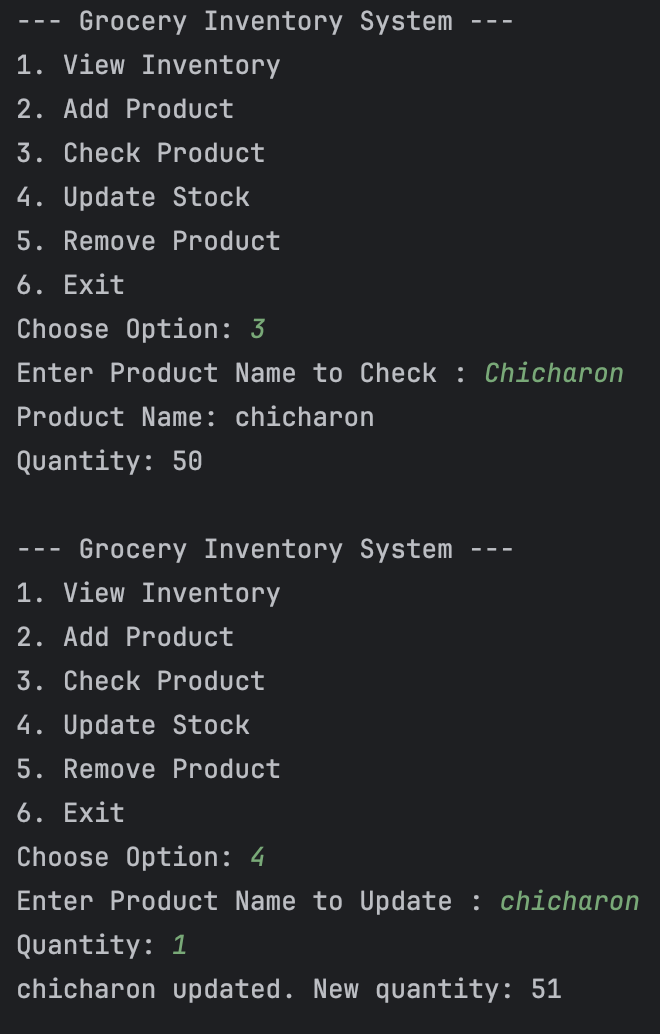 --- Grocery Inventory System ---
1. View Inventory
2. Add Product
3. Check Product
4. Update Stock
5. Remove Product
6. Exit
Choose Option: 3
Enter Product Name to Check : Chicharon
Product Name: chicharon
Quantity: 50

--- Grocery Inventory System ---
1. View Inventory
2. Add Product
3. Check Product
4. Update Stock
5. Remove Product
6. Exit
Choose Option: 4
Enter Product Name to Update : chicharon
Quantity: 1
chicharon updated. New quantity: 51